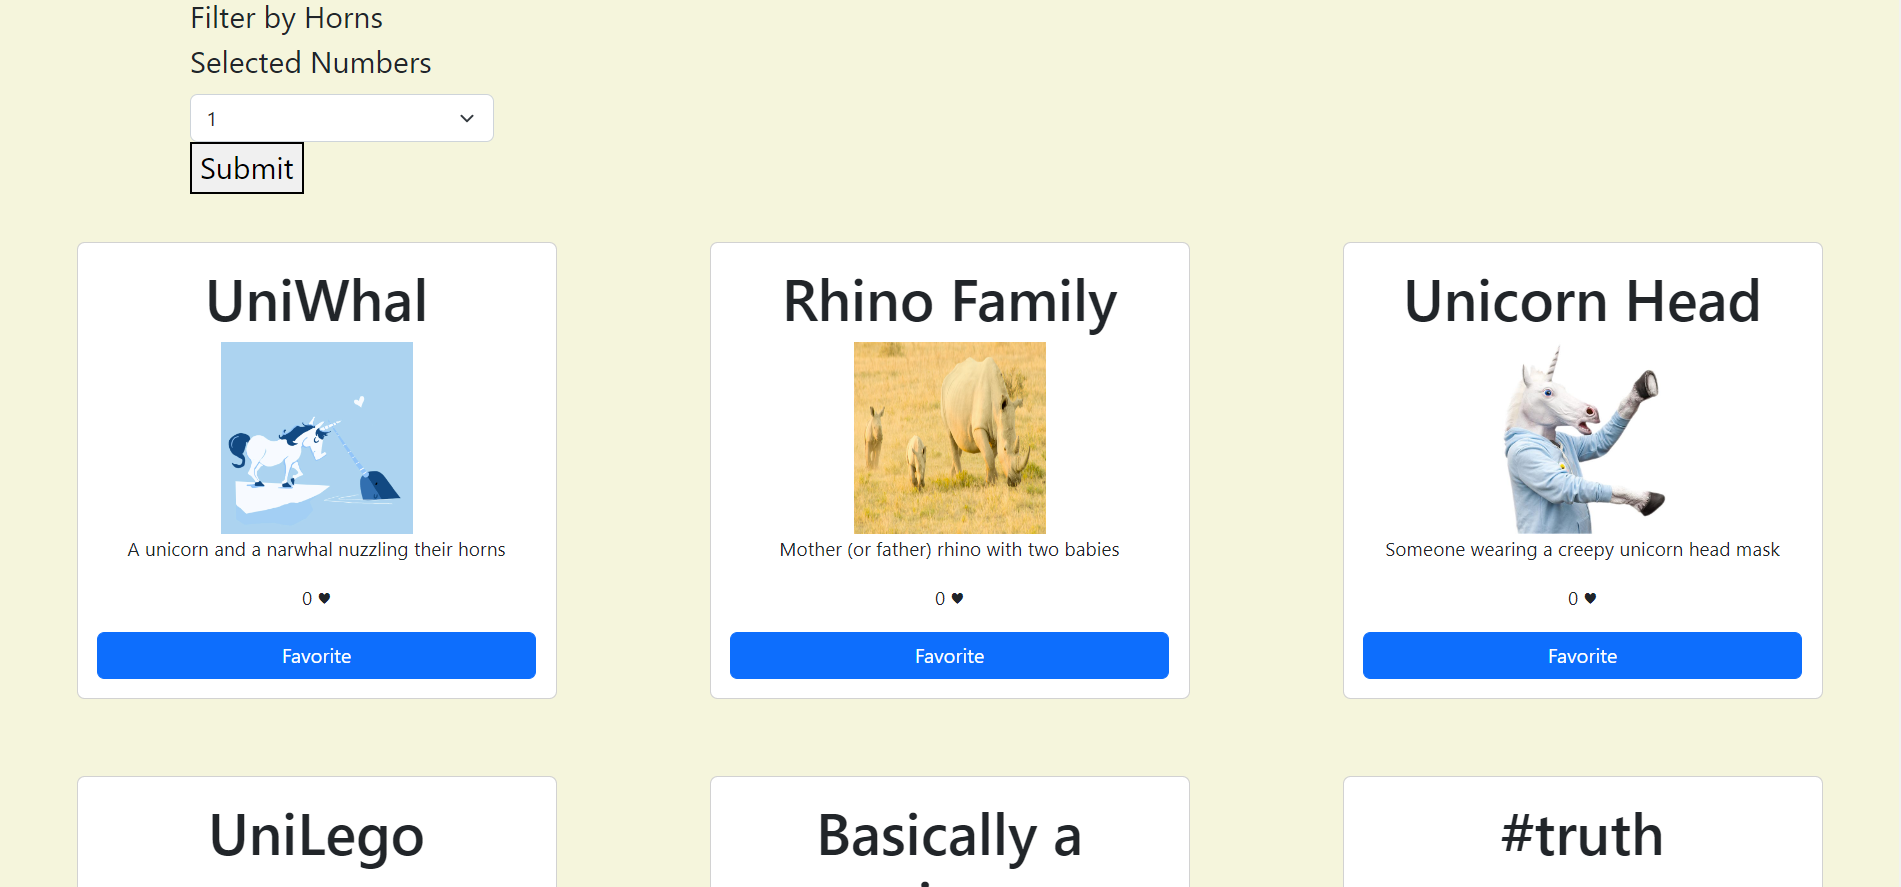 Filter by Horns
Selected Numbers
1
Submit
UniWhal
A unicorn and a narwhal nuzzling their horns
0 ♥
Favorite
Rhino Family
Mother (or father) rhino with two babies
0 ♥
Favorite
Unicorn Head
Someone wearing a creepy unicorn head mask
0 ♥
Favorite
UniLego
Basically a
#truth